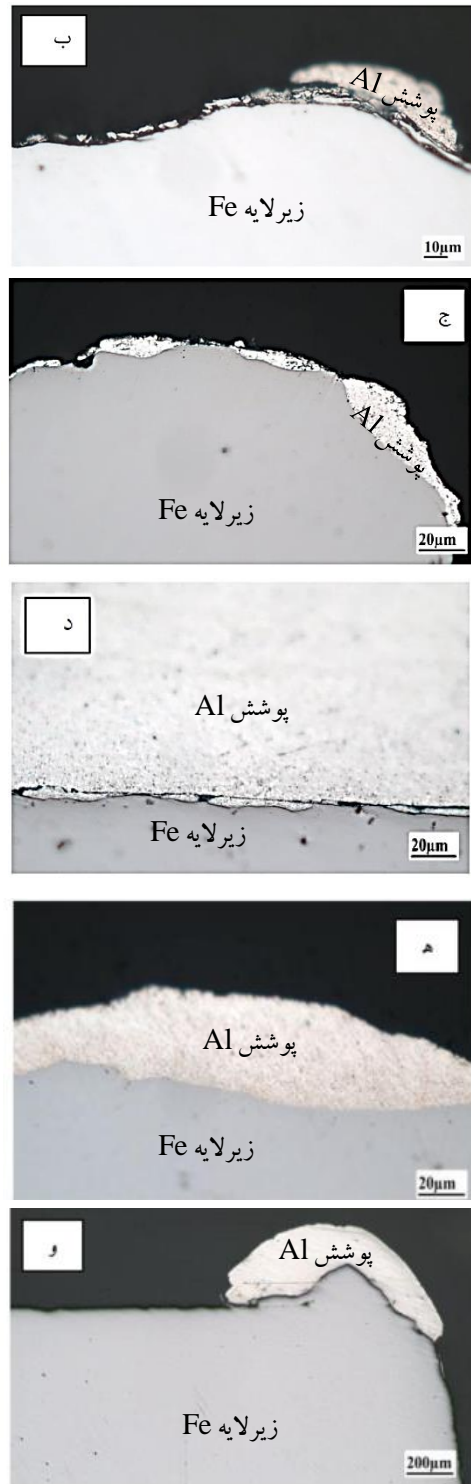 ب
پوشش Al
زیرلایه Fe
10µm
ج
پوشش Al
زیرلایه Fe
20µm
د
پوشش Al
زیرلایه Fe
20µm
ه
پوشش Al
زیرلایه Fe
20µm
و
پوشش Al
زیرلایه Fe
200µm